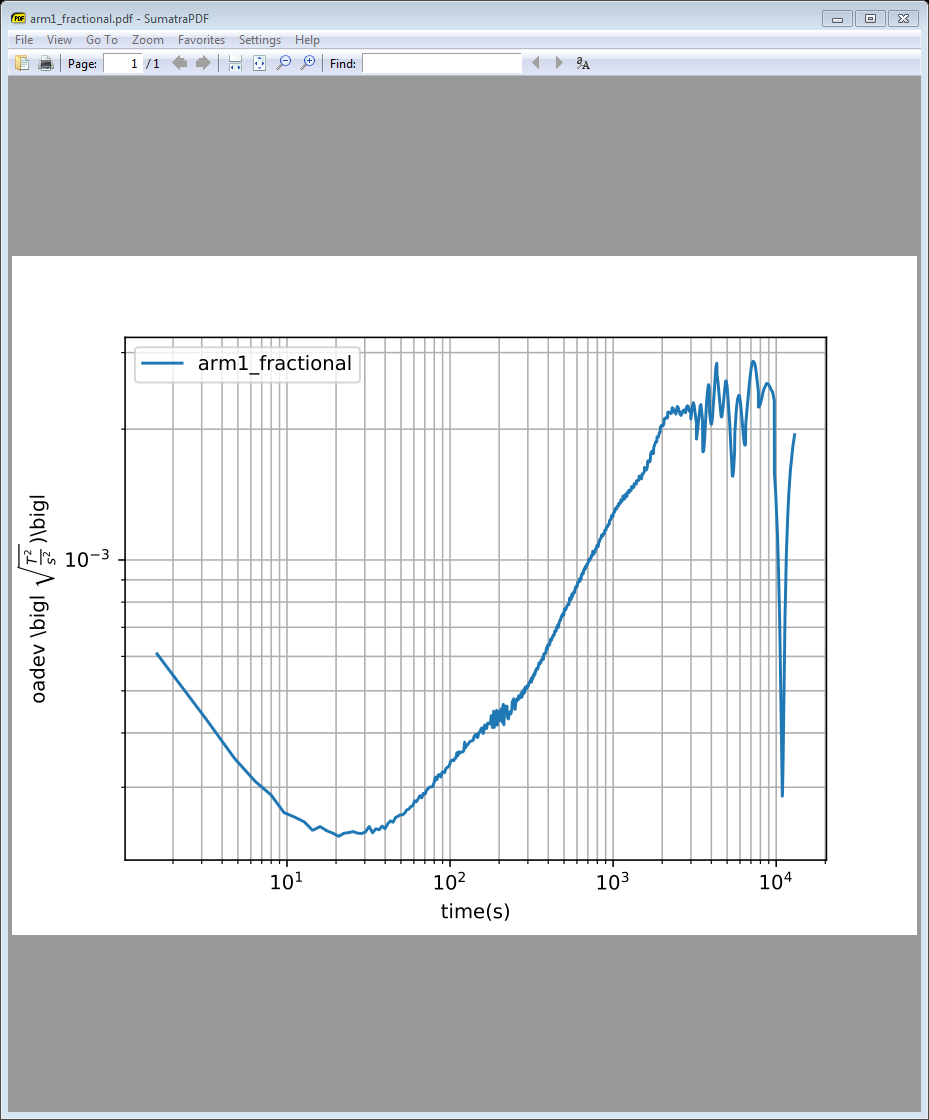 arm1_fractional.pdf - SumatraPDF
File View Go To Zoom Favorites Settings Help
Page: 1 / 1 Find:
arm1_fractional
oadev \bigl √(T²/s²) )\bigl
10⁻³
10¹ 10² 10³ 10⁴
time(s)